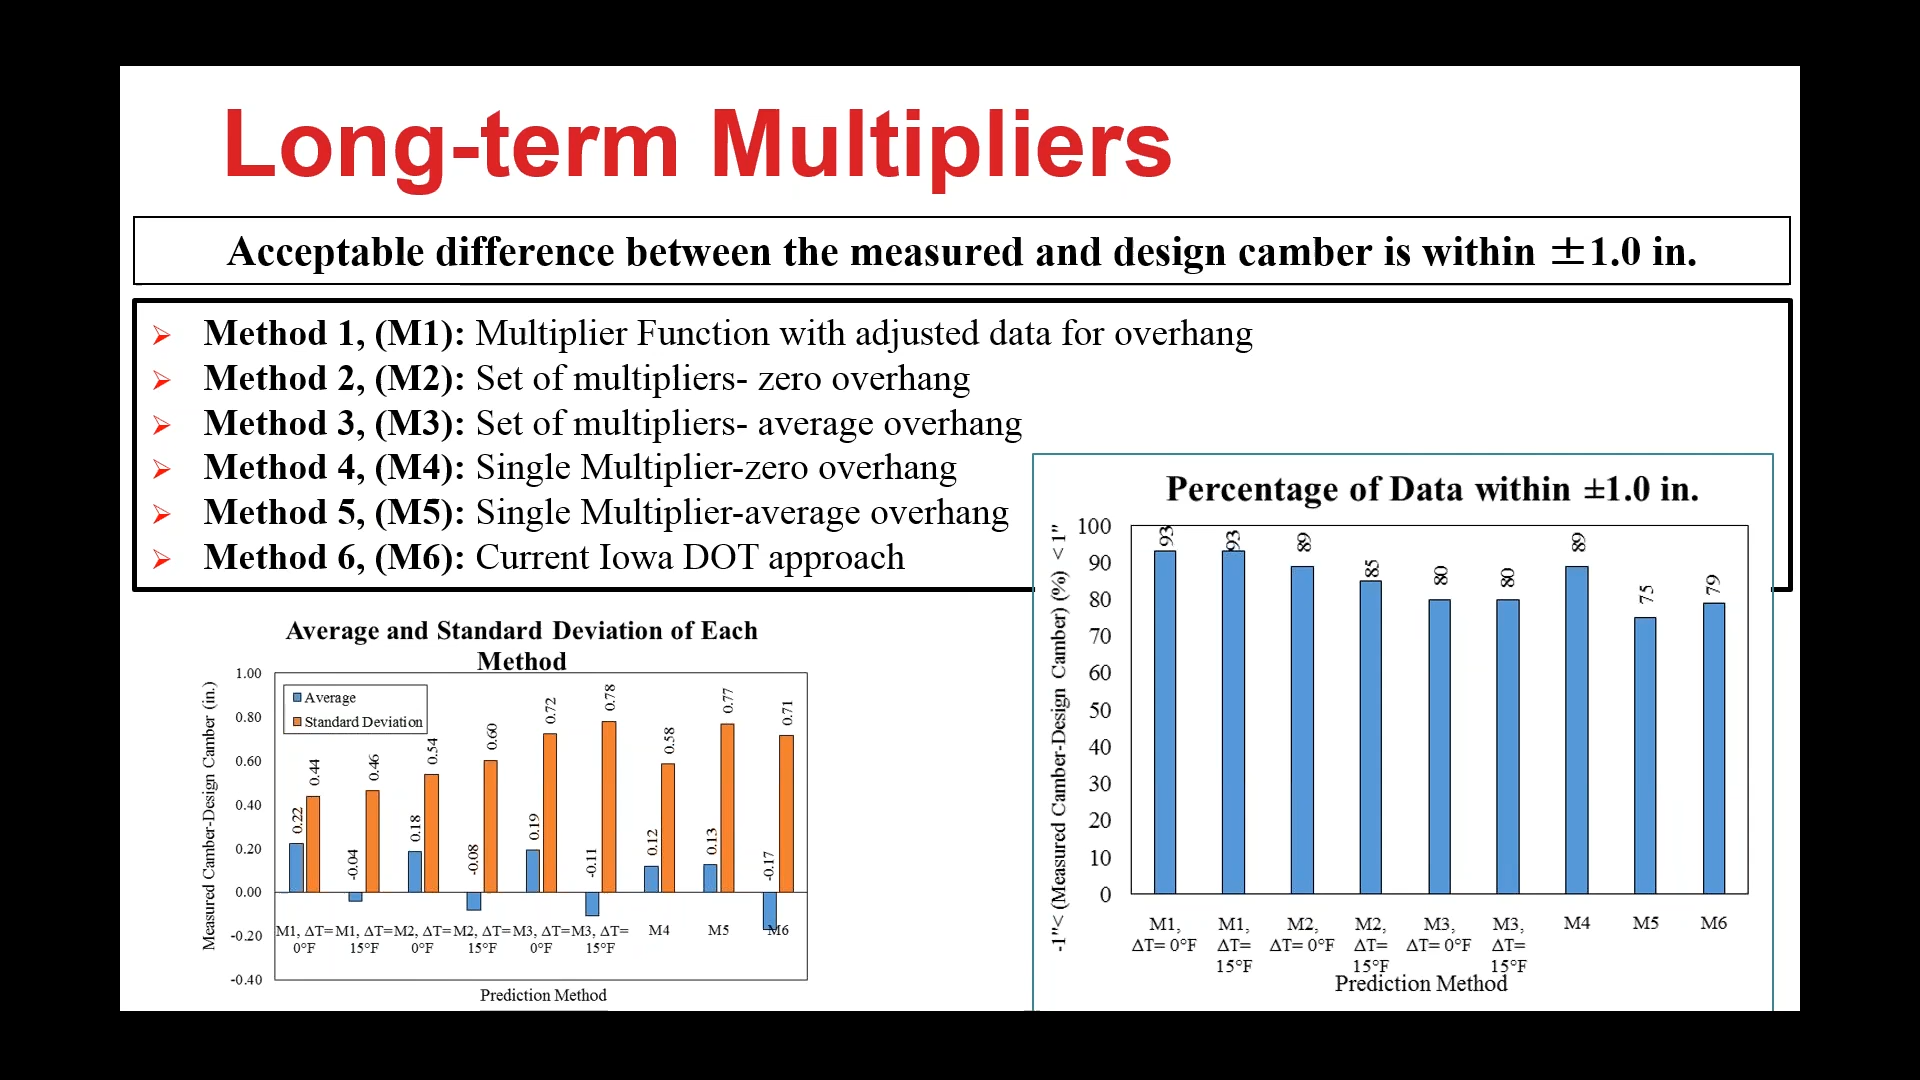 Long-term Multipliers
Acceptable difference between the measured and design camber is within ±1.0 in.
➢ Method 1, (M1): Multiplier Function with adjusted data for overhang
➢ Method 2, (M2): Set of multipliers- zero overhang
➢ Method 3, (M3): Set of multipliers- average overhang
➢ Method 4, (M4): Single Multiplier-zero overhang
➢ Method 5, (M5): Single Multiplier-average overhang
➢ Method 6, (M6): Current Iowa DOT approach
Average and Standard Deviation of Each
Method
Measured Camber-Design Camber (in.)
1.00
0.80
0.60
0.40
0.20
0.00
-0.20
-0.40
Average
Standard Deviation
0.22
0.44
-0.04
0.46
0.18
0.54
-0.08
0.60
0.19
0.72
-0.11
0.78
0.12
0.58
0.13
0.77
-0.17
0.71
M1, ΔT=
0°F
M1, ΔT=
15°F
M2, ΔT=
0°F
M2, ΔT=
15°F
M3, ΔT=
0°F
M3, ΔT=
15°F
M4
M5
M6
Prediction Method
Percentage of Data within ±1.0 in.
-1"< (Measured Camber-Design Camber) (%) < 1"
100
90
80
70
60
50
40
30
20
10
0
93
93
89
85
80
80
89
75
79
M1,
ΔT= 0°F
M1,
ΔT=
15°F
M2,
ΔT= 0°F
M2,
ΔT=
15°F
M3,
ΔT= 0°F
M3,
ΔT=
15°F
M4
M5
M6
Prediction Method